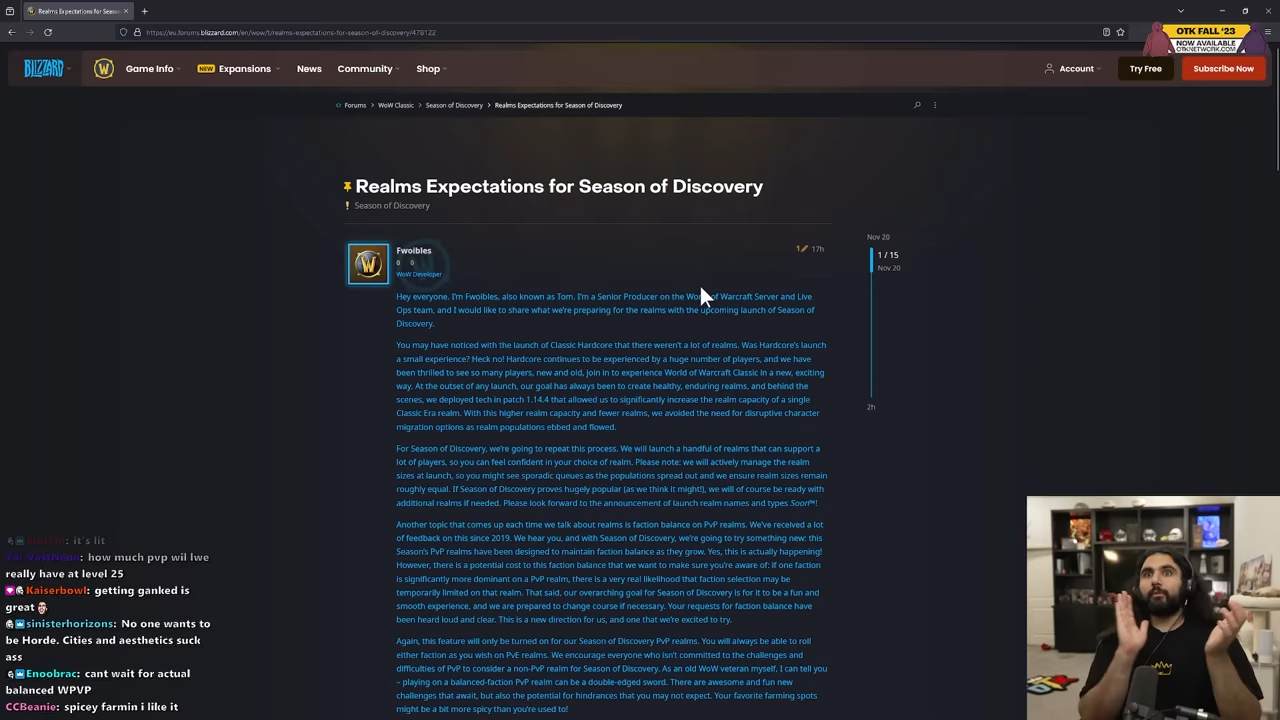 Realms Expectations for Seaso
OTK FALL '23
https://eu.forums.blizzard.com/en/wow/t/realms-expectations-for-season-of-discovery/478122
NOW AVAILABLE
OTKNETWORK.COM
BLIZZARD
Game Info
NEW Expansions
News
Community
Shop
Account
Try Free
Subscribe Now
Forums > WoW Classic > Season of Discovery > Realms Expectations for Season of Discovery
Realms Expectations for Season of Discovery
Season of Discovery
Fwoibles
0 0
WoW Developer
1
17h
Nov 20
1 / 15
Nov 20
2h
Hey everyone. I'm Fwoibles, also known as Tom. I'm a Senior Producer on the Wo of Warcraft Server and Live
Ops team, and I would like to share what we're preparing for the realms with the upcoming launch of Season of
Discovery.
You may have noticed with the launch of Classic Hardcore that there weren't a lot of realms. Was Hardcore's launch
a small experience? Heck no! Hardcore continues to be experienced by a huge number of players, and we have
been thrilled to see so many players, new and old, join in to experience World of Warcraft Classic in a new, exciting
way. At the outset of any launch, our goal has always been to create healthy, enduring realms, and behind the
scenes, we deployed tech in patch 1.14.4 that allowed us to significantly increase the realm capacity of a single
Classic Era realm. With this higher realm capacity and fewer realms, we avoided the need for disruptive character
migration options as realm populations ebbed and flowed.
For Season of Discovery, we're going to repeat this process. We will launch a handful of realms that can support a
lot of players, so you can feel confident in your choice of realm. Please note: we will actively manage the realm
sizes at launch, so you might see sporadic queues as the populations spread out and we ensure realm sizes remain
roughly equal. If Season of Discovery proves hugely popular (as we think it might!), we will of course be ready with
additional realms if needed. Please look forward to the announcement of launch realm names and types Soon™!
Another topic that comes up each time we talk about realms is faction balance on PvP realms. We've received a lot
of feedback on this since 2019. We hear you, and with Season of Discovery, we're going to try something new: this
Season's PvP realms have been designed to maintain faction balance as they grow. Yes, this is actually happening!
However, there is a potential cost to this faction balance that we want to make sure you're aware of: if one faction
is significantly more dominant on a PvP realm, there is a very real likelihood that faction selection may be
temporarily limited on that realm. That said, our overarching goal for Season of Discovery is for it to be a fun and
smooth experience, and we are prepared to change course if necessary. Your requests for faction balance have
been heard loud and clear. This is a new direction for us, and one that we're excited to try.
Again, this feature will only be turned on for our Season of Discovery PvP realms. You will always be able to roll
either faction as you wish on PvE realms. We encourage everyone who isn't committed to the challenges and
difficulties of PvP to consider a non-PvP realm for Season of Discovery. As an old WoW veteran myself, I can tell you
– playing on a balanced-faction PvP realm can be a double-edged sword. There are awesome and fun new
challenges that await, but also the potential for hindrances that you may not expect. Your favorite farming spots
might be a bit more spicy than you're used to!
it's lit
how much pvp wil lwe
really have at level 25
Kaiserbowl: getting ganked is
great
sinisterhorizons: No one wants to
be Horde. Cities and aesthetics suck
ass
Enoobrac: cant wait for actual
balanced WPVP
CCBeanie: spicey farmin i like it